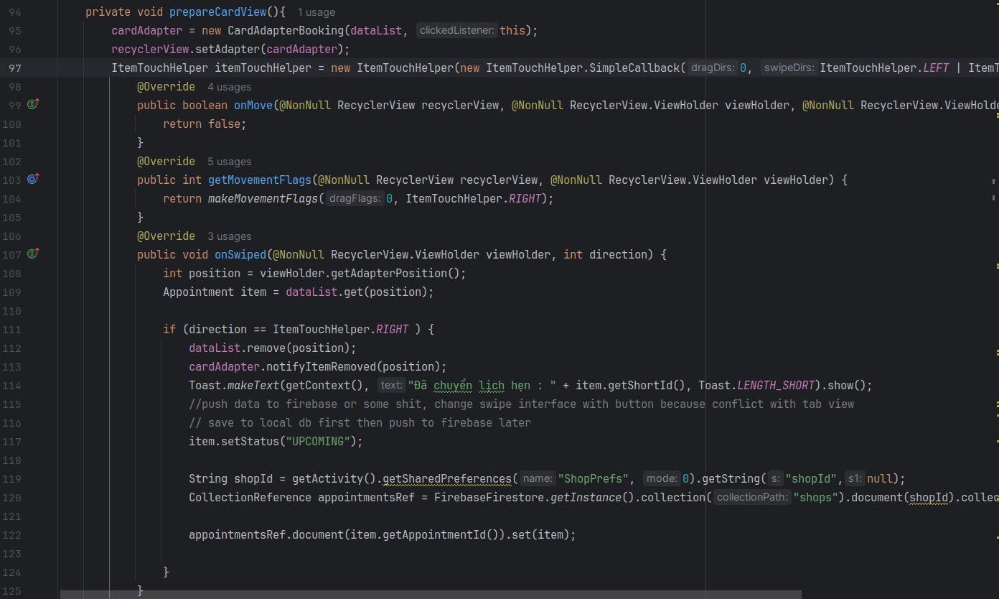 94 private void prepareCardView(){ 1 usage
95 cardAdapter = new CardAdapterBooking(dataList, clickedListener: this);
96 recyclerView.setAdapter(cardAdapter);
97 ItemTouchHelper itemTouchHelper = new ItemTouchHelper(new ItemTouchHelper.SimpleCallback( dragDirs: 0, swipeDirs: ItemTouchHelper.LEFT | ItemT
98 @Override 4 usages
99 public boolean onMove(@NonNull RecyclerView recyclerView, @NonNull RecyclerView.ViewHolder viewHolder, @NonNull RecyclerView.ViewHolde
100 return false;
101 }
102 @Override 5 usages
103 public int getMovementFlags(@NonNull RecyclerView recyclerView, @NonNull RecyclerView.ViewHolder viewHolder) {
104 return makeMovementFlags( dragFlags: 0, ItemTouchHelper.RIGHT);
105 }
106 @Override 3 usages
107 public void onSwiped(@NonNull RecyclerView.ViewHolder viewHolder, int direction) {
108 int position = viewHolder.getAdapterPosition();
109 Appointment item = dataList.get(position);
110
111 if (direction == ItemTouchHelper.RIGHT ) {
112 dataList.remove(position);
113 cardAdapter.notifyItemRemoved(position);
114 Toast.makeText(getContext(), text: "Đã chuyển lịch hẹn : " + item.getShortId(), Toast.LENGTH_SHORT).show();
115 //push data to firebase or some shit, change swipe interface with button because conflict with tab view
116 // save to local db first then push to firebase later
117 item.setStatus("UPCOMING");
118
119 String shopId = getActivity().getSharedPreferences( name: "ShopPrefs", mode: 0).getString( s: "shopId", s1: null);
120 CollectionReference appointmentsRef = FirebaseFirestore.getInstance().collection( collectionPath: "shops").document(shopId).collec
121
122 appointmentsRef.document(item.getAppointmentId()).set(item);
123
124 }
125 }